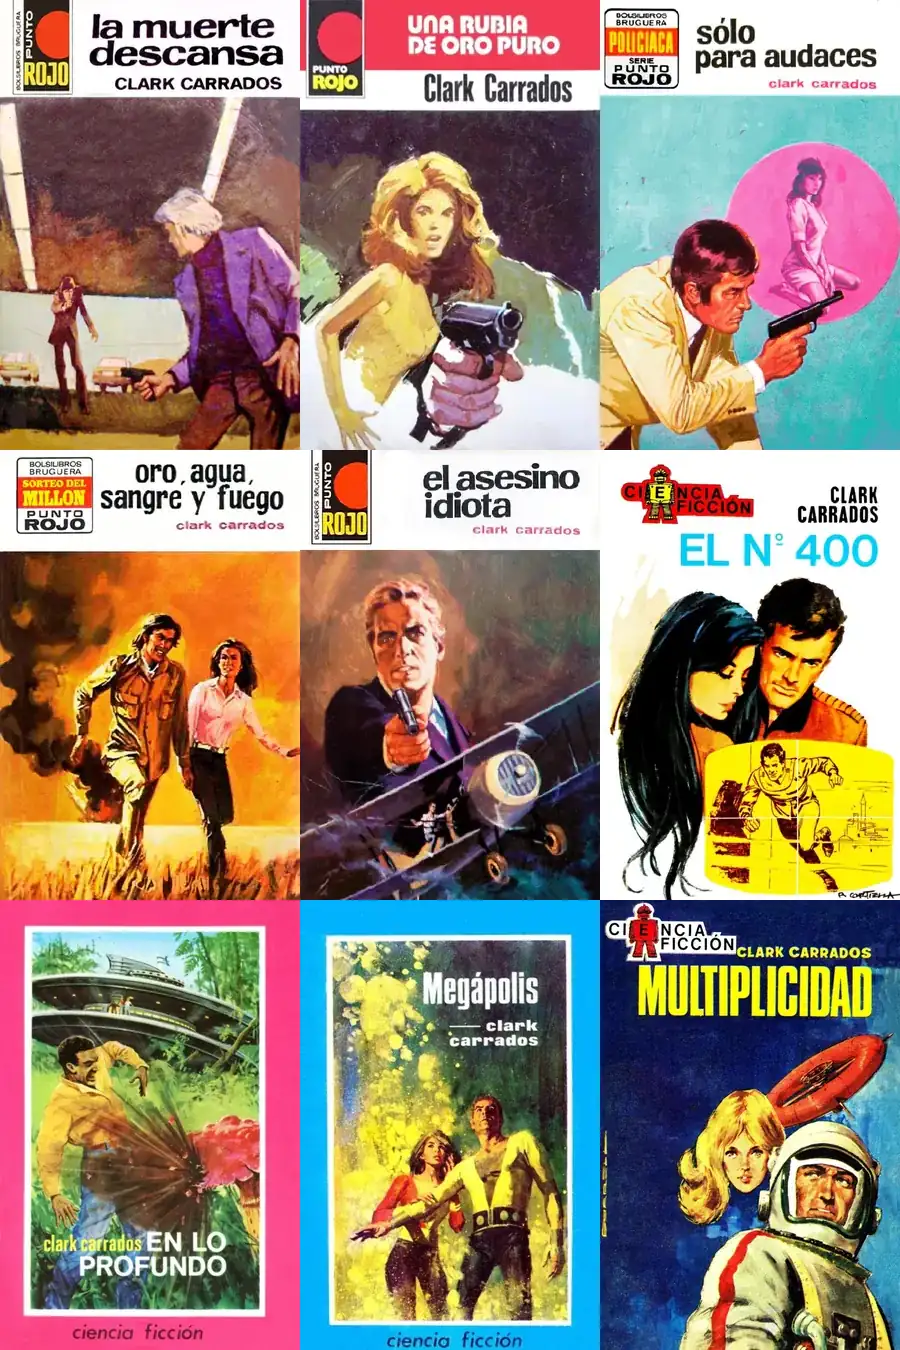 BOLSILIBROS BRUGUERA
PUNTO
ROJO
la muerte
descansa
CLARK CARRADOS
PUNTO
ROJO
UNA RUBIA
DE ORO PURO
Clark Carrados
BOLSILIBROS
BRUGUERA
POLICIACA
SERIE
PUNTO
ROJO
sólo
para audaces
clark carrados
BOLSILIBROS
BRUGUERA
SORTEO DEL
MILLON
PUNTO
ROJO
oro, agua,
sangre y fuego
clark carrados
BOLSILIBROS BRUGUERA
PUNTO
ROJO
el asesino
idiota
clark carrados
CIENCIA
FICCIÓN
CLARK
CARRADOS
EL Nº 400
clark carrados EN LO
PROFUNDO
ciencia ficción
Megápolis
clark
carrados
ciencia ficción
CIENCIA
FICCIÓN
CLARK CARRADOS
MULTIPLICIDAD